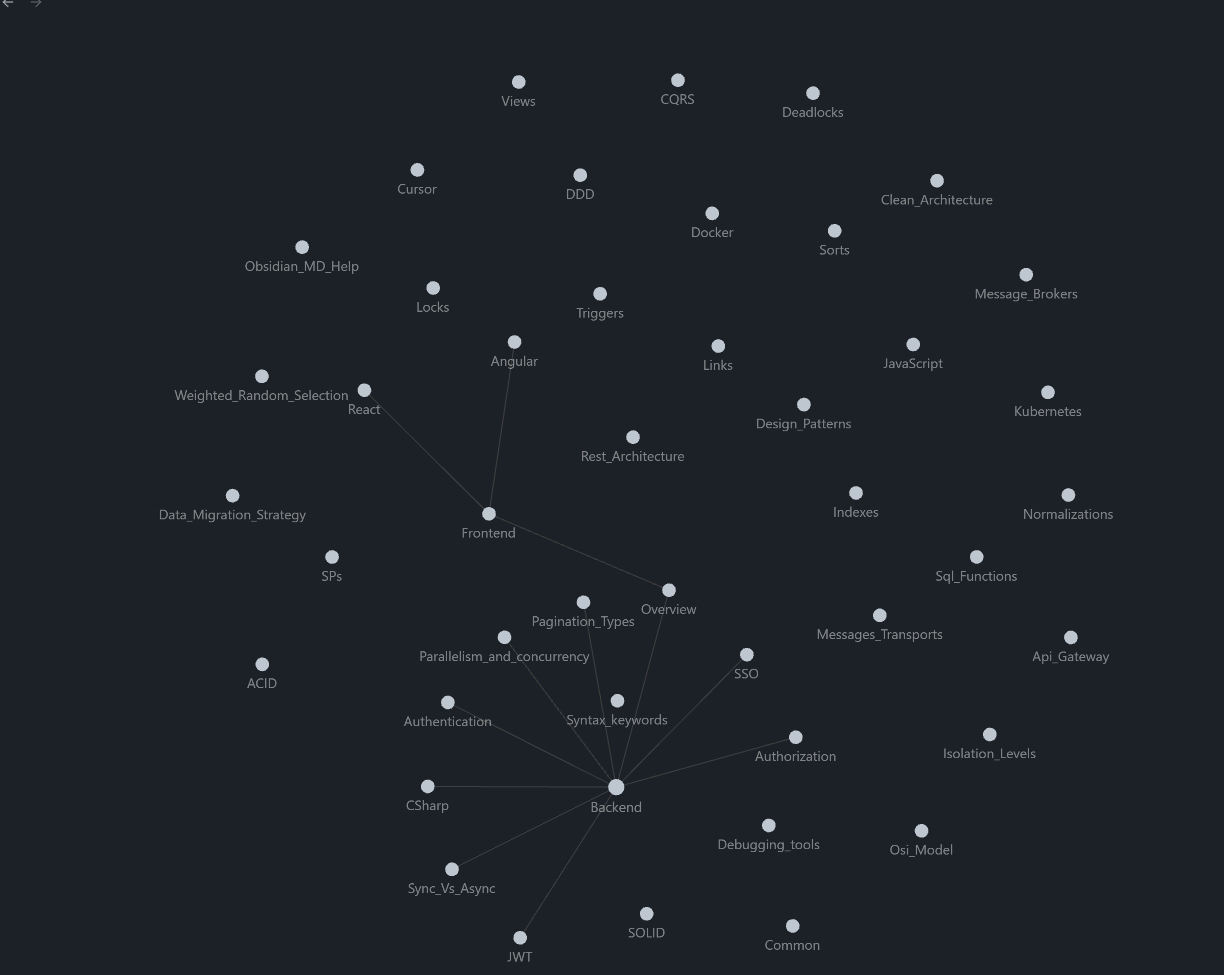 Views
CQRS
Deadlocks
Cursor
DDD
Clean_Architecture
Docker
Sorts
Obsidian_MD_Help
Message_Brokers
Locks
Triggers
Angular
Links
JavaScript
Weighted_Random_Selection
React
Kubernetes
Design_Patterns
Rest_Architecture
Data_Migration_Strategy
Indexes
Normalizations
Frontend
SPs
Sql_Functions
Overview
Pagination_Types
Messages_Transports
Parallelism_and_concurrency
Api_Gateway
SSO
ACID
Authentication
Syntax_keywords
Authorization
Isolation_Levels
CSharp
Backend
Debugging_tools
Osi_Model
Sync_Vs_Async
SOLID
Common
JWT